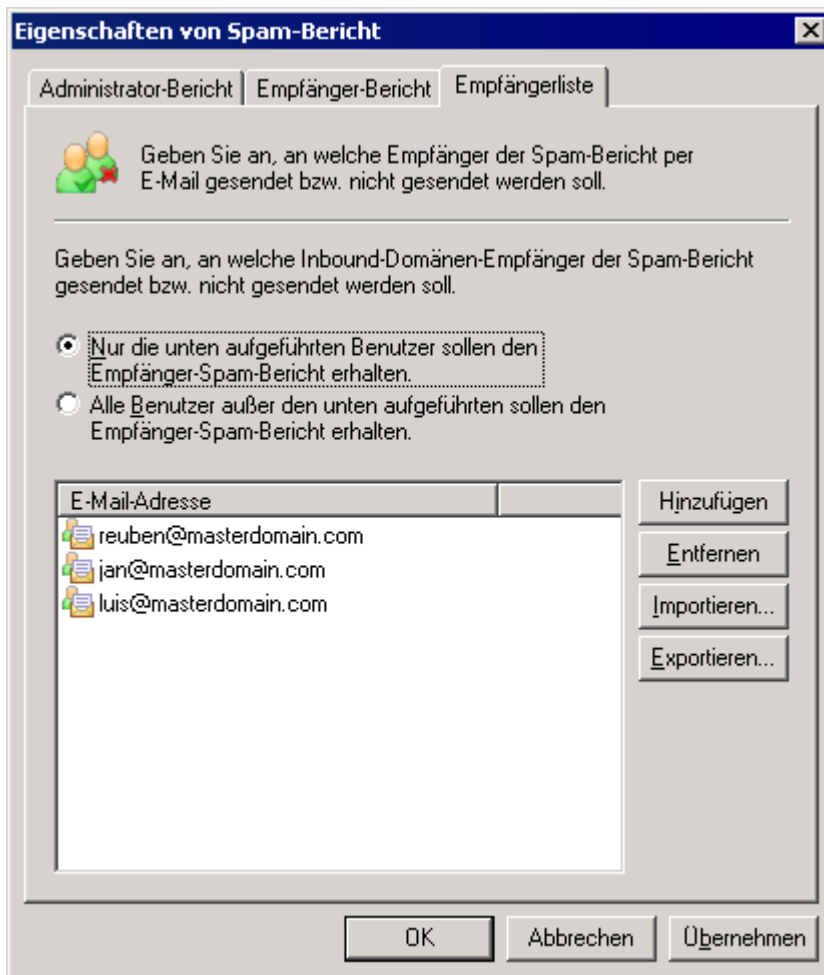 Eigenschaften von Spam-Bericht
Administrator-Bericht Empfänger-Bericht Empfängerliste
Geben Sie an, an welche Empfänger der Spam-Bericht per
E-Mail gesendet bzw. nicht gesendet werden soll.
Geben Sie an, an welche Inbound-Domänen-Empfänger der Spam-Bericht
gesendet bzw. nicht gesendet werden soll.
Nur die unten aufgeführten Benutzer sollen den
Empfänger-Spam-Bericht erhalten.
Alle Benutzer außer den unten aufgeführten sollen den
Empfänger-Spam-Bericht erhalten.
E-Mail-Adresse
reuben@masterdomain.com
jan@masterdomain.com
luis@masterdomain.com
Hinzufügen
Entfernen
Importieren...
Exportieren...
OK Abbrechen Übernehmen